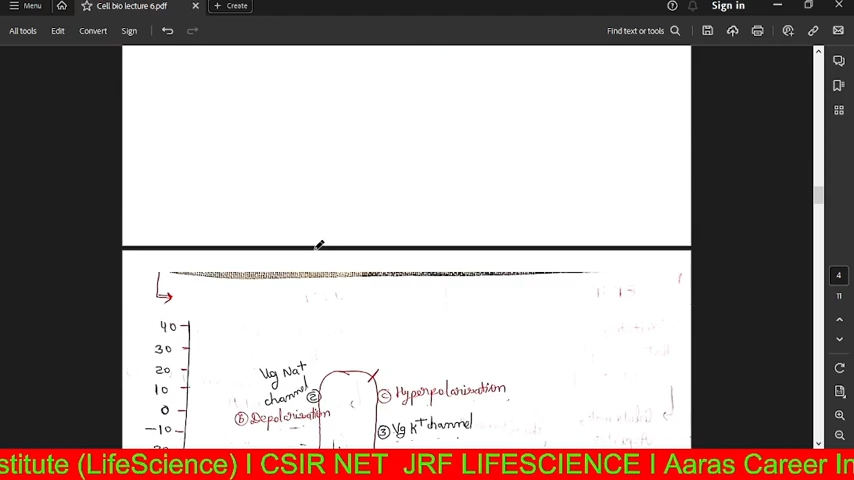 Menu
Cell bio lecture 6.pdf
Create
Sign in
All tools Edit Convert Sign
Find text or tools
40
30
20
10
0
-10
Vg Na+
channel
2
b Depolarization
c Hyperpolarization
3 Vg K+ channel
4
11
stitute (LifeScience) I CSIR NET JRF LIFESCIENCE I Aaras Career In